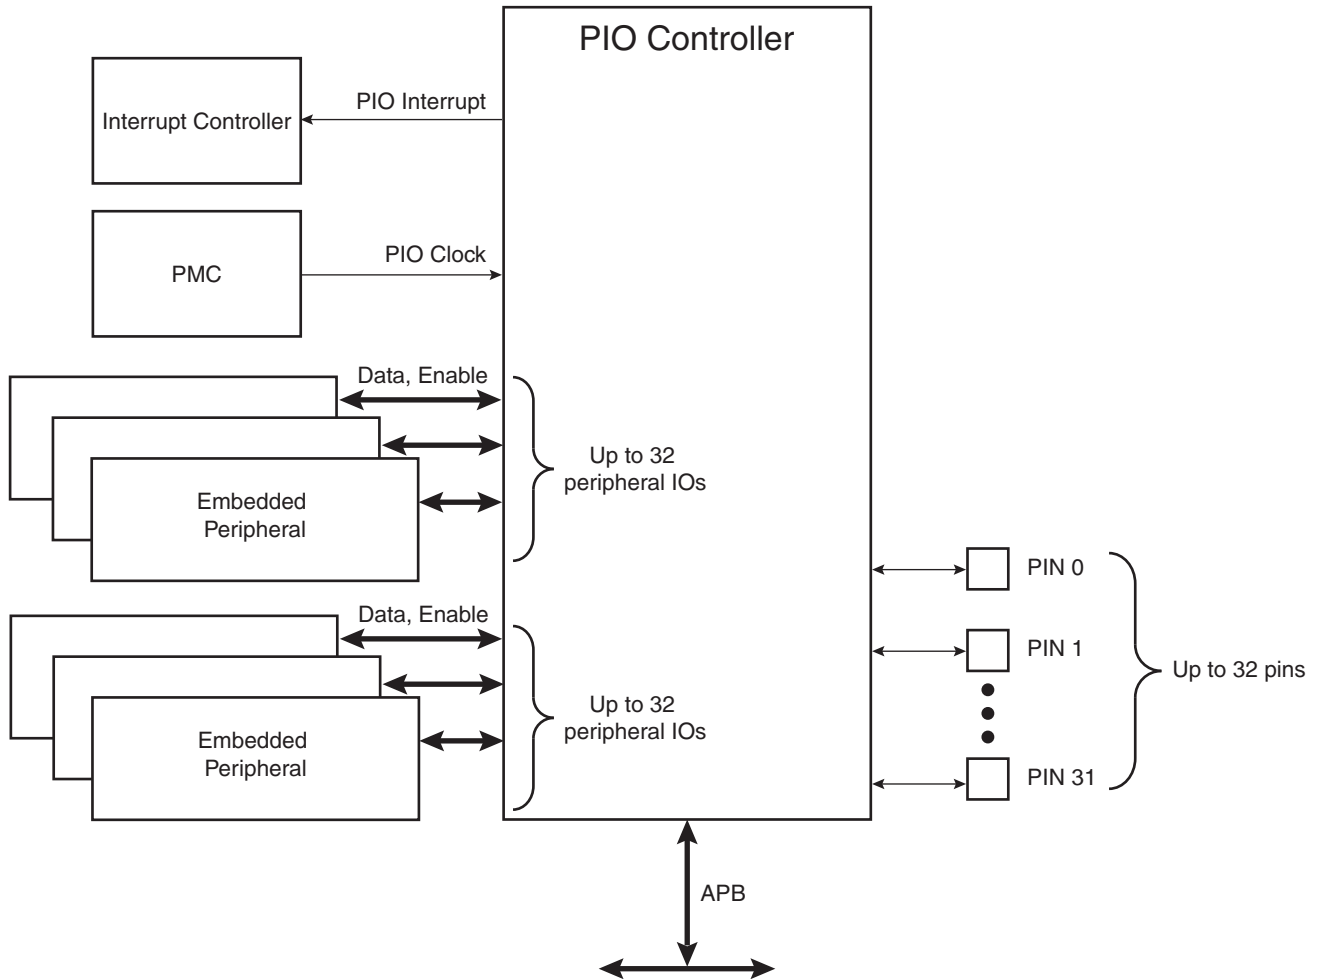 PIO Controller
PIO Interrupt
Interrupt Controller
PIO Clock
PMC
Data, Enable
Up to 32
peripheral IOs
Embedded
Peripheral
PIN 0
Data, Enable
PIN 1
Up to 32 pins
Up to 32
peripheral IOs
Embedded
Peripheral
PIN 31
APB